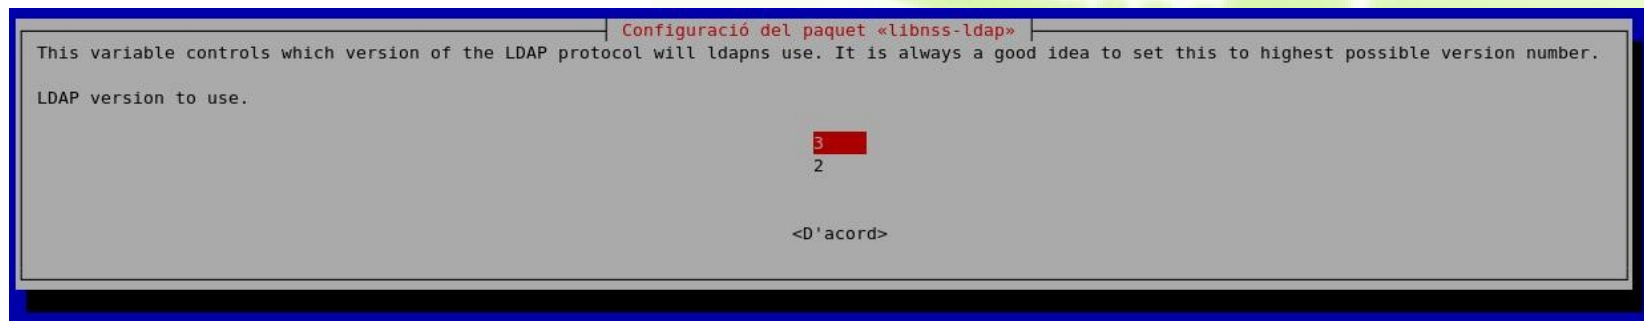 Configuració del paquet «libnss-ldap»
This variable controls which version of the LDAP protocol will ldapns use. It is always a good idea to set this to highest possible version number.
LDAP version to use.
3
2
<D'acord>